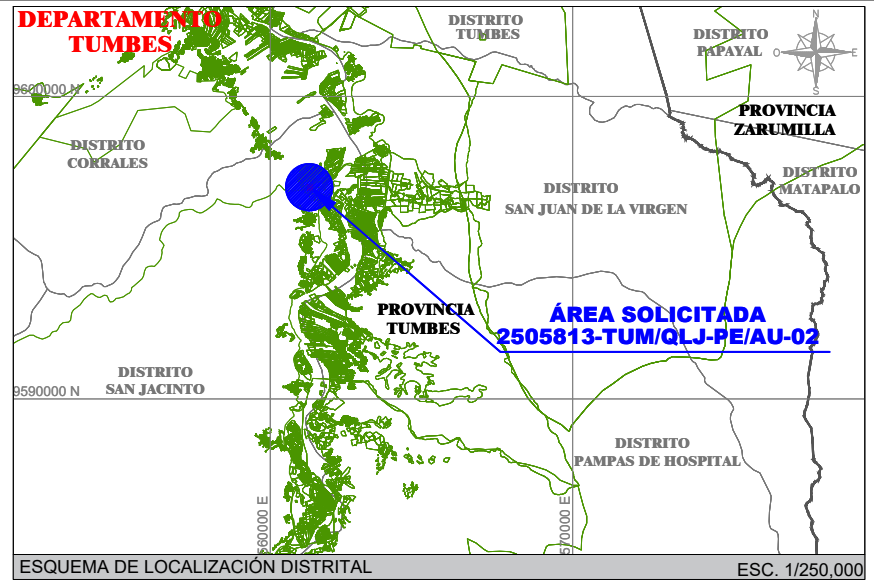 DEPARTAMENTO
TUMBES
DISTRITO
TUMBES
DISTRITO
PAPAYAL
N
O
E
S
9600000 N
PROVINCIA
ZARUMILLA
DISTRITO
CORRALES
DISTRITO
MATAPALO
DISTRITO
SAN JUAN DE LA VIRGEN
PROVINCIA
TUMBES
ÁREA SOLICITADA
2505813-TUM/QLJ-PE/AU-02
DISTRITO
SAN JACINTO
9590000 N
DISTRITO
PAMPAS DE HOSPITAL
560000 E
570000 E
ESQUEMA DE LOCALIZACIÓN DISTRITAL
ESC. 1/250,000